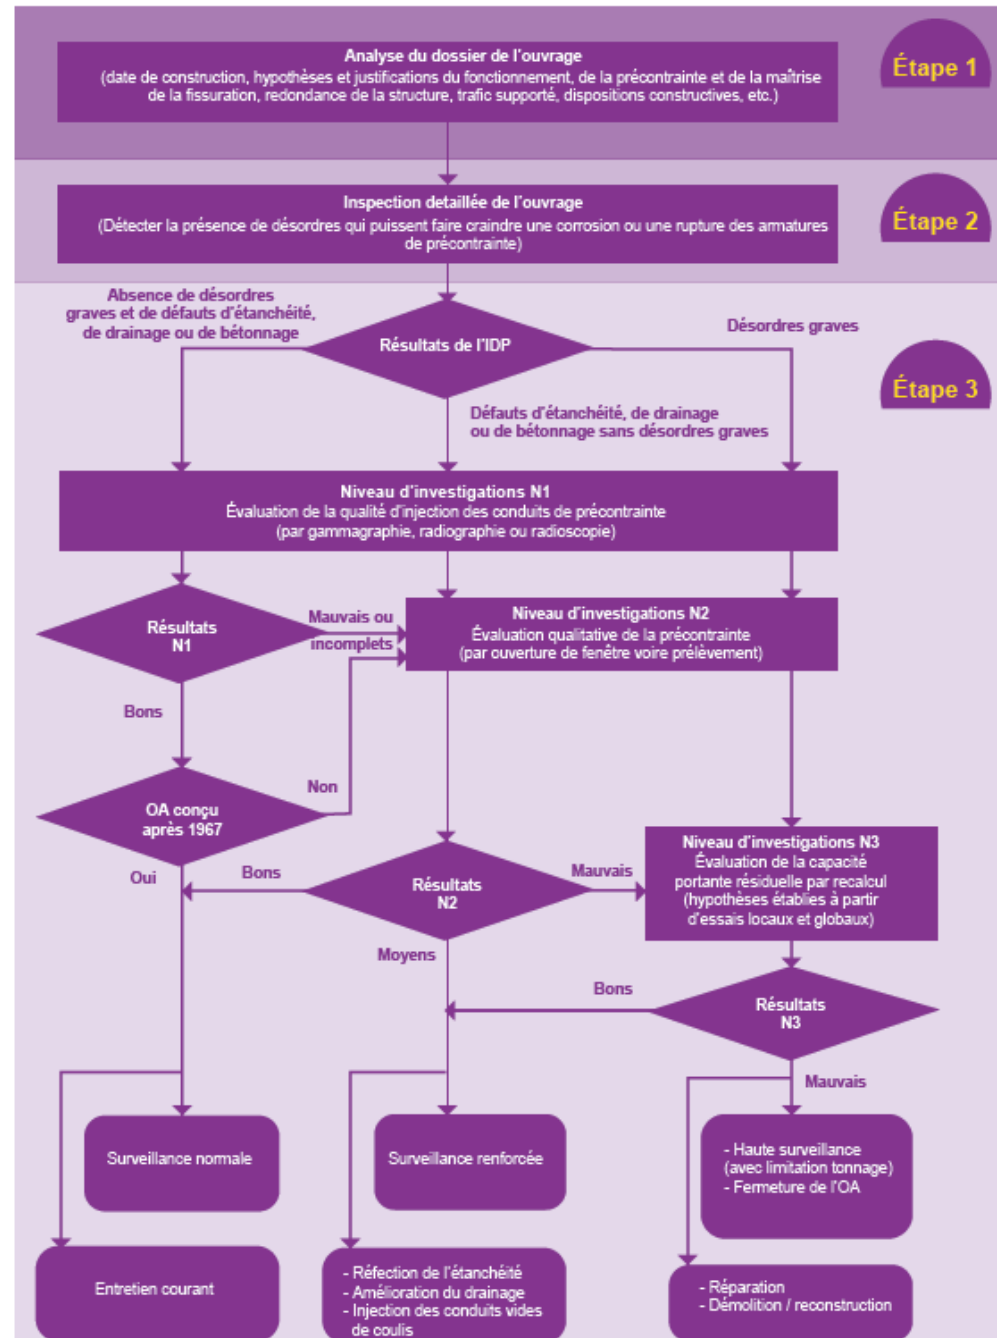 Analyse du dossier de l'ouvrage
(date de construction, hypothèses et justifications du fonctionnement, de la précontrainte et de la maîtrise
de la fissuration, redondance de la structure, trafic supporté, dispositions constructives, etc.)
Étape 1
Inspection detaillée de l'ouvrage
(Détecter la présence de désordres qui puissent faire craindre une corrosion ou une rupture des armatures
de précontrainte)
Étape 2
Absence de désordres
graves et de défauts d'étanchéité,
de drainage ou de bétonnage
Résultats de l'IDP
Désordres graves
Étape 3
Défauts d'étanchéité, de drainage
ou de bétonnage sans désordres graves
Niveau d'investigations N1
Évaluation de la qualité d'injection des conduits de précontrainte
(par gammagraphie, radiographie ou radioscopie)
Résultats
N1
Mauvais ou
incomplets
Niveau d'investigations N2
Évaluation qualitative de la précontrainte
(par ouverture de fenêtre voire prélèvement)
Bons
OA conçu
après 1967
Non
Oui
Bons
Résultats
N2
Mauvais
Niveau d'investigations N3
Évaluation de la capacité
portante résiduelle par recalcul
(hypothèses établies à partir
d'essais locaux et globaux)
Moyens
Bons
Résultats
N3
Mauvais
Surveillance normale
Surveillance renforcée
- Haute surveillance
(avec limitation tonnage)
- Fermeture de l'OA
Entretien courant
- Réfection de l'étanchéité
- Amélioration du drainage
- Injection des conduits vides
de coulis
- Réparation
- Démolition / reconstruction